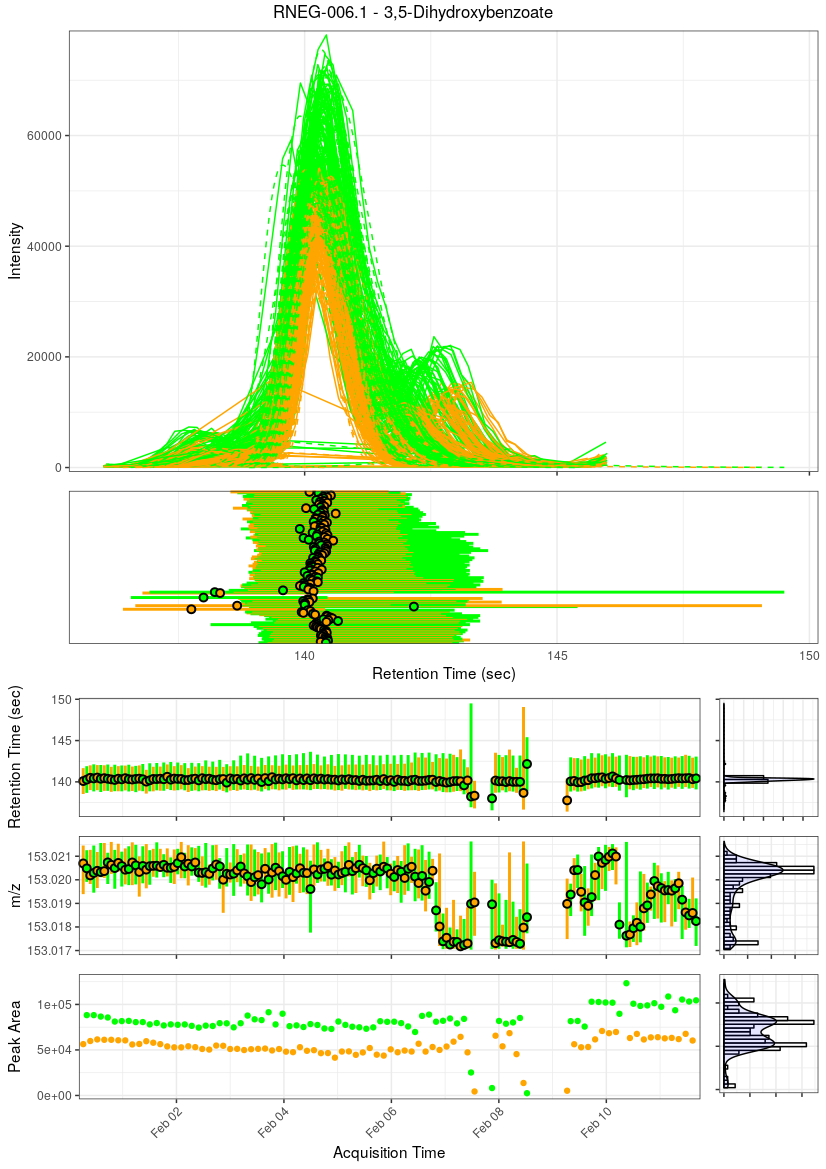 RNEG-006.1 - 3,5-Dihydroxybenzoate
60000
40000
20000
0
Intensity
140
145
150
Retention Time (sec)
150
145
140
Retention Time (sec)
153.021
153.020
153.019
153.018
153.017
m/z
1e+05
5e+04
0e+00
Peak Area
Feb 02
Feb 04
Feb 06
Feb 08
Feb 10
Acquisition Time